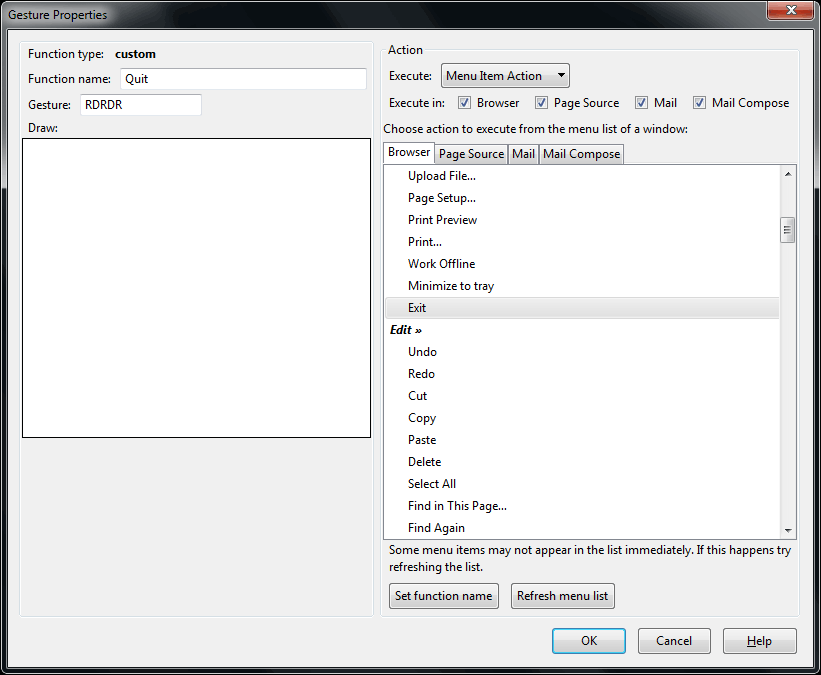 Gesture Properties
Function type: custom
Function name: Quit
Gesture: RDRDR
Draw:
Action
Execute: Menu Item Action
Execute in: Browser Page Source Mail Mail Compose
Choose action to execute from the menu list of a window:
Browser Page Source Mail Mail Compose
Upload File...
Page Setup...
Print Preview
Print...
Work Offline
Minimize to tray
Exit
Edit »
Undo
Redo
Cut
Copy
Paste
Delete
Select All
Find in This Page...
Find Again
Some menu items may not appear in the list immediately. If this happens try
refreshing the list.
Set function name Refresh menu list
OK Cancel Help